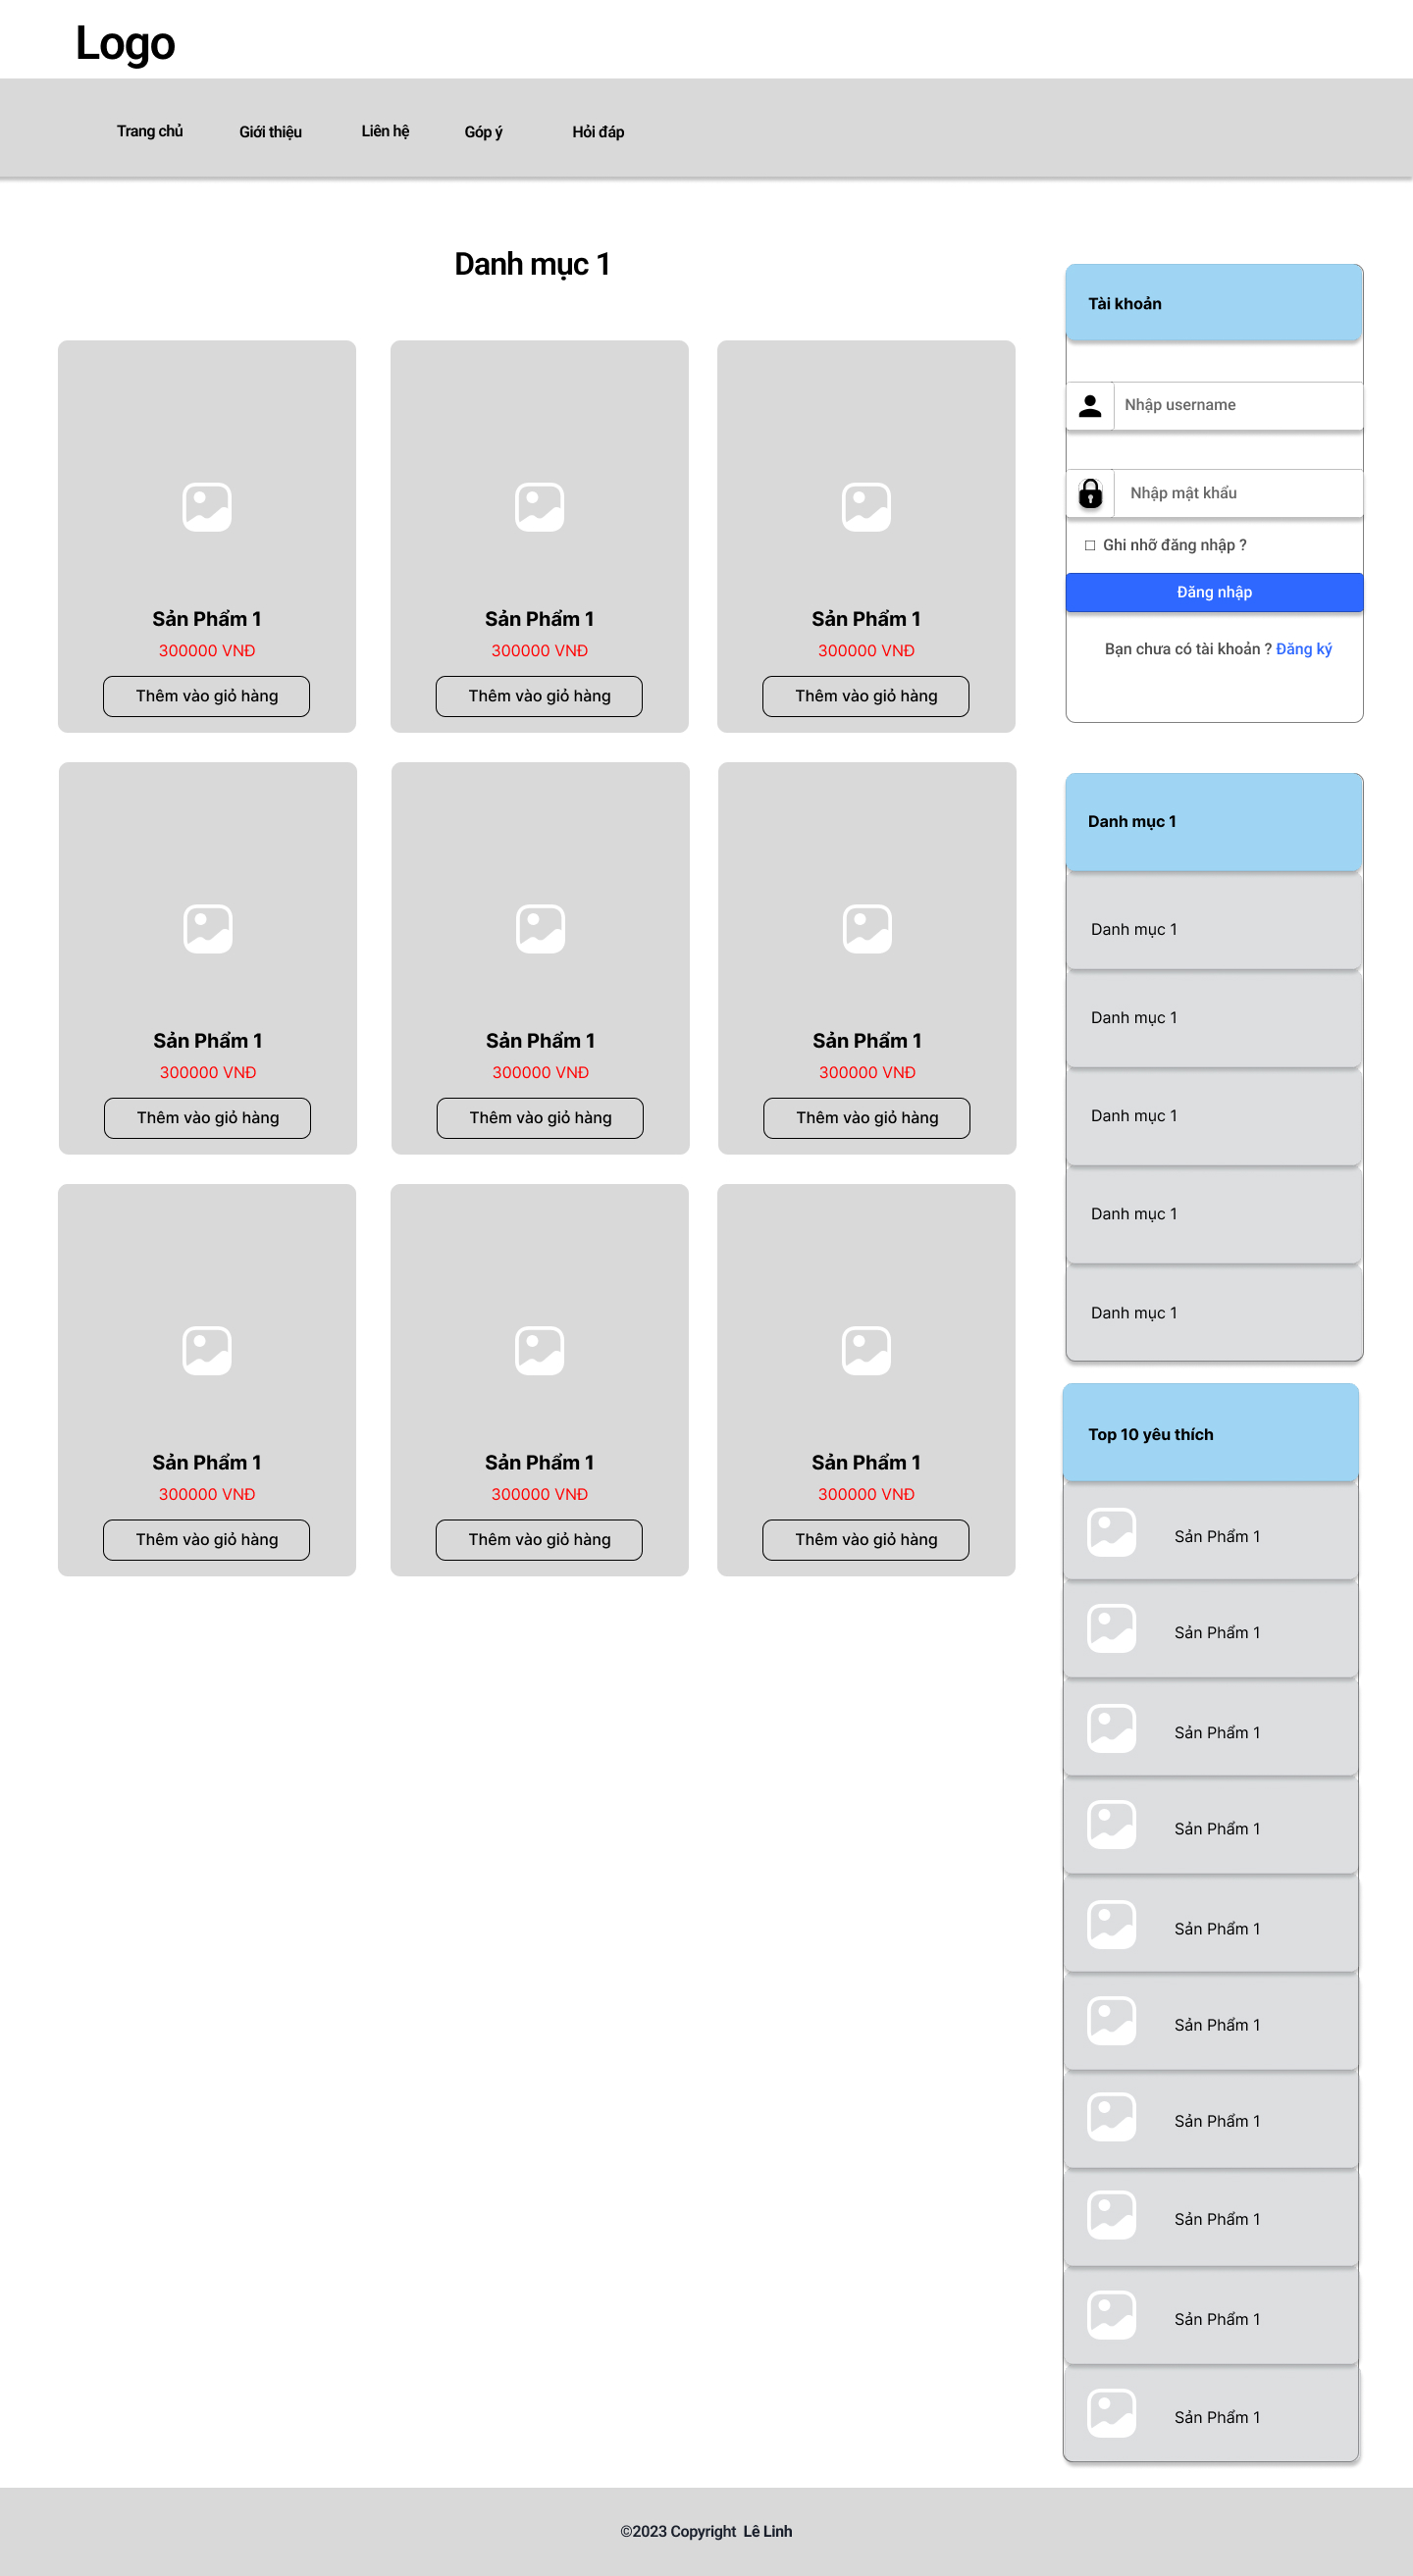 Logo
Trang chủ Giới thiệu Liên hệ Góp ý Hỏi đáp
Danh mục 1
Sản Phẩm 1 Sản Phẩm 1 Sản Phẩm 1
300000 VNĐ 300000 VNĐ 300000 VNĐ
Thêm vào giỏ hàng Thêm vào giỏ hàng Thêm vào giỏ hàng
Sản Phẩm 1 Sản Phẩm 1 Sản Phẩm 1
300000 VNĐ 300000 VNĐ 300000 VNĐ
Thêm vào giỏ hàng Thêm vào giỏ hàng Thêm vào giỏ hàng
Sản Phẩm 1 Sản Phẩm 1 Sản Phẩm 1
300000 VNĐ 300000 VNĐ 300000 VNĐ
Thêm vào giỏ hàng Thêm vào giỏ hàng Thêm vào giỏ hàng
Tài khoản
Nhập username
Nhập mật khẩu
Ghi nhỡ đăng nhập ?
Đăng nhập
Bạn chưa có tài khoản ? Đăng ký
Danh mục 1
Danh mục 1
Danh mục 1
Danh mục 1
Danh mục 1
Danh mục 1
Top 10 yêu thích
Sản Phẩm 1
Sản Phẩm 1
Sản Phẩm 1
Sản Phẩm 1
Sản Phẩm 1
Sản Phẩm 1
Sản Phẩm 1
Sản Phẩm 1
Sản Phẩm 1
Sản Phẩm 1
©2023 Copyright Lê Linh